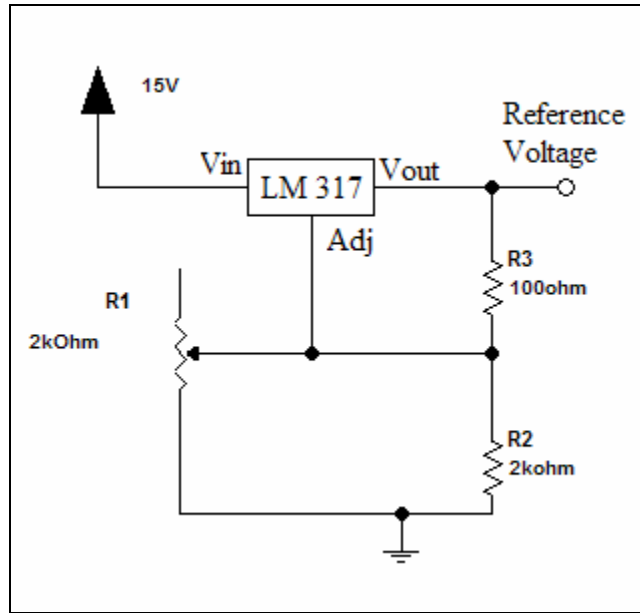 15V
Reference
Voltage
Vin
LM 317
Vout
Adj
R3
100ohm
R1
2kOhm
R2
2kohm